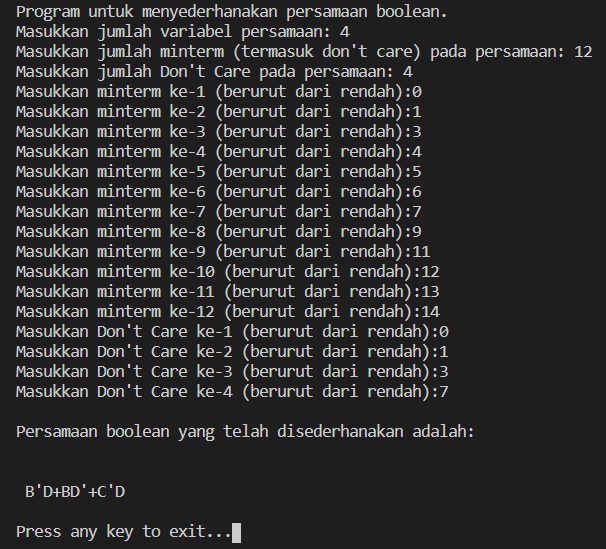 Program untuk menyederhanakan persamaan boolean.
Masukkan jumlah variabel persamaan: 4
Masukkan jumlah minterm (termasuk don't care) pada persamaan: 12
Masukkan jumlah Don't Care pada persamaan: 4
Masukkan minterm ke-1 (berurut dari rendah):0
Masukkan minterm ke-2 (berurut dari rendah):1
Masukkan minterm ke-3 (berurut dari rendah):3
Masukkan minterm ke-4 (berurut dari rendah):4
Masukkan minterm ke-5 (berurut dari rendah):5
Masukkan minterm ke-6 (berurut dari rendah):6
Masukkan minterm ke-7 (berurut dari rendah):7
Masukkan minterm ke-8 (berurut dari rendah):9
Masukkan minterm ke-9 (berurut dari rendah):11
Masukkan minterm ke-10 (berurut dari rendah):12
Masukkan minterm ke-11 (berurut dari rendah):13
Masukkan minterm ke-12 (berurut dari rendah):14
Masukkan Don't Care ke-1 (berurut dari rendah):0
Masukkan Don't Care ke-2 (berurut dari rendah):1
Masukkan Don't Care ke-3 (berurut dari rendah):3
Masukkan Don't Care ke-4 (berurut dari rendah):7
Persamaan boolean yang telah disederhanakan adalah:
B'D+BD'+C'D
Press any key to exit...